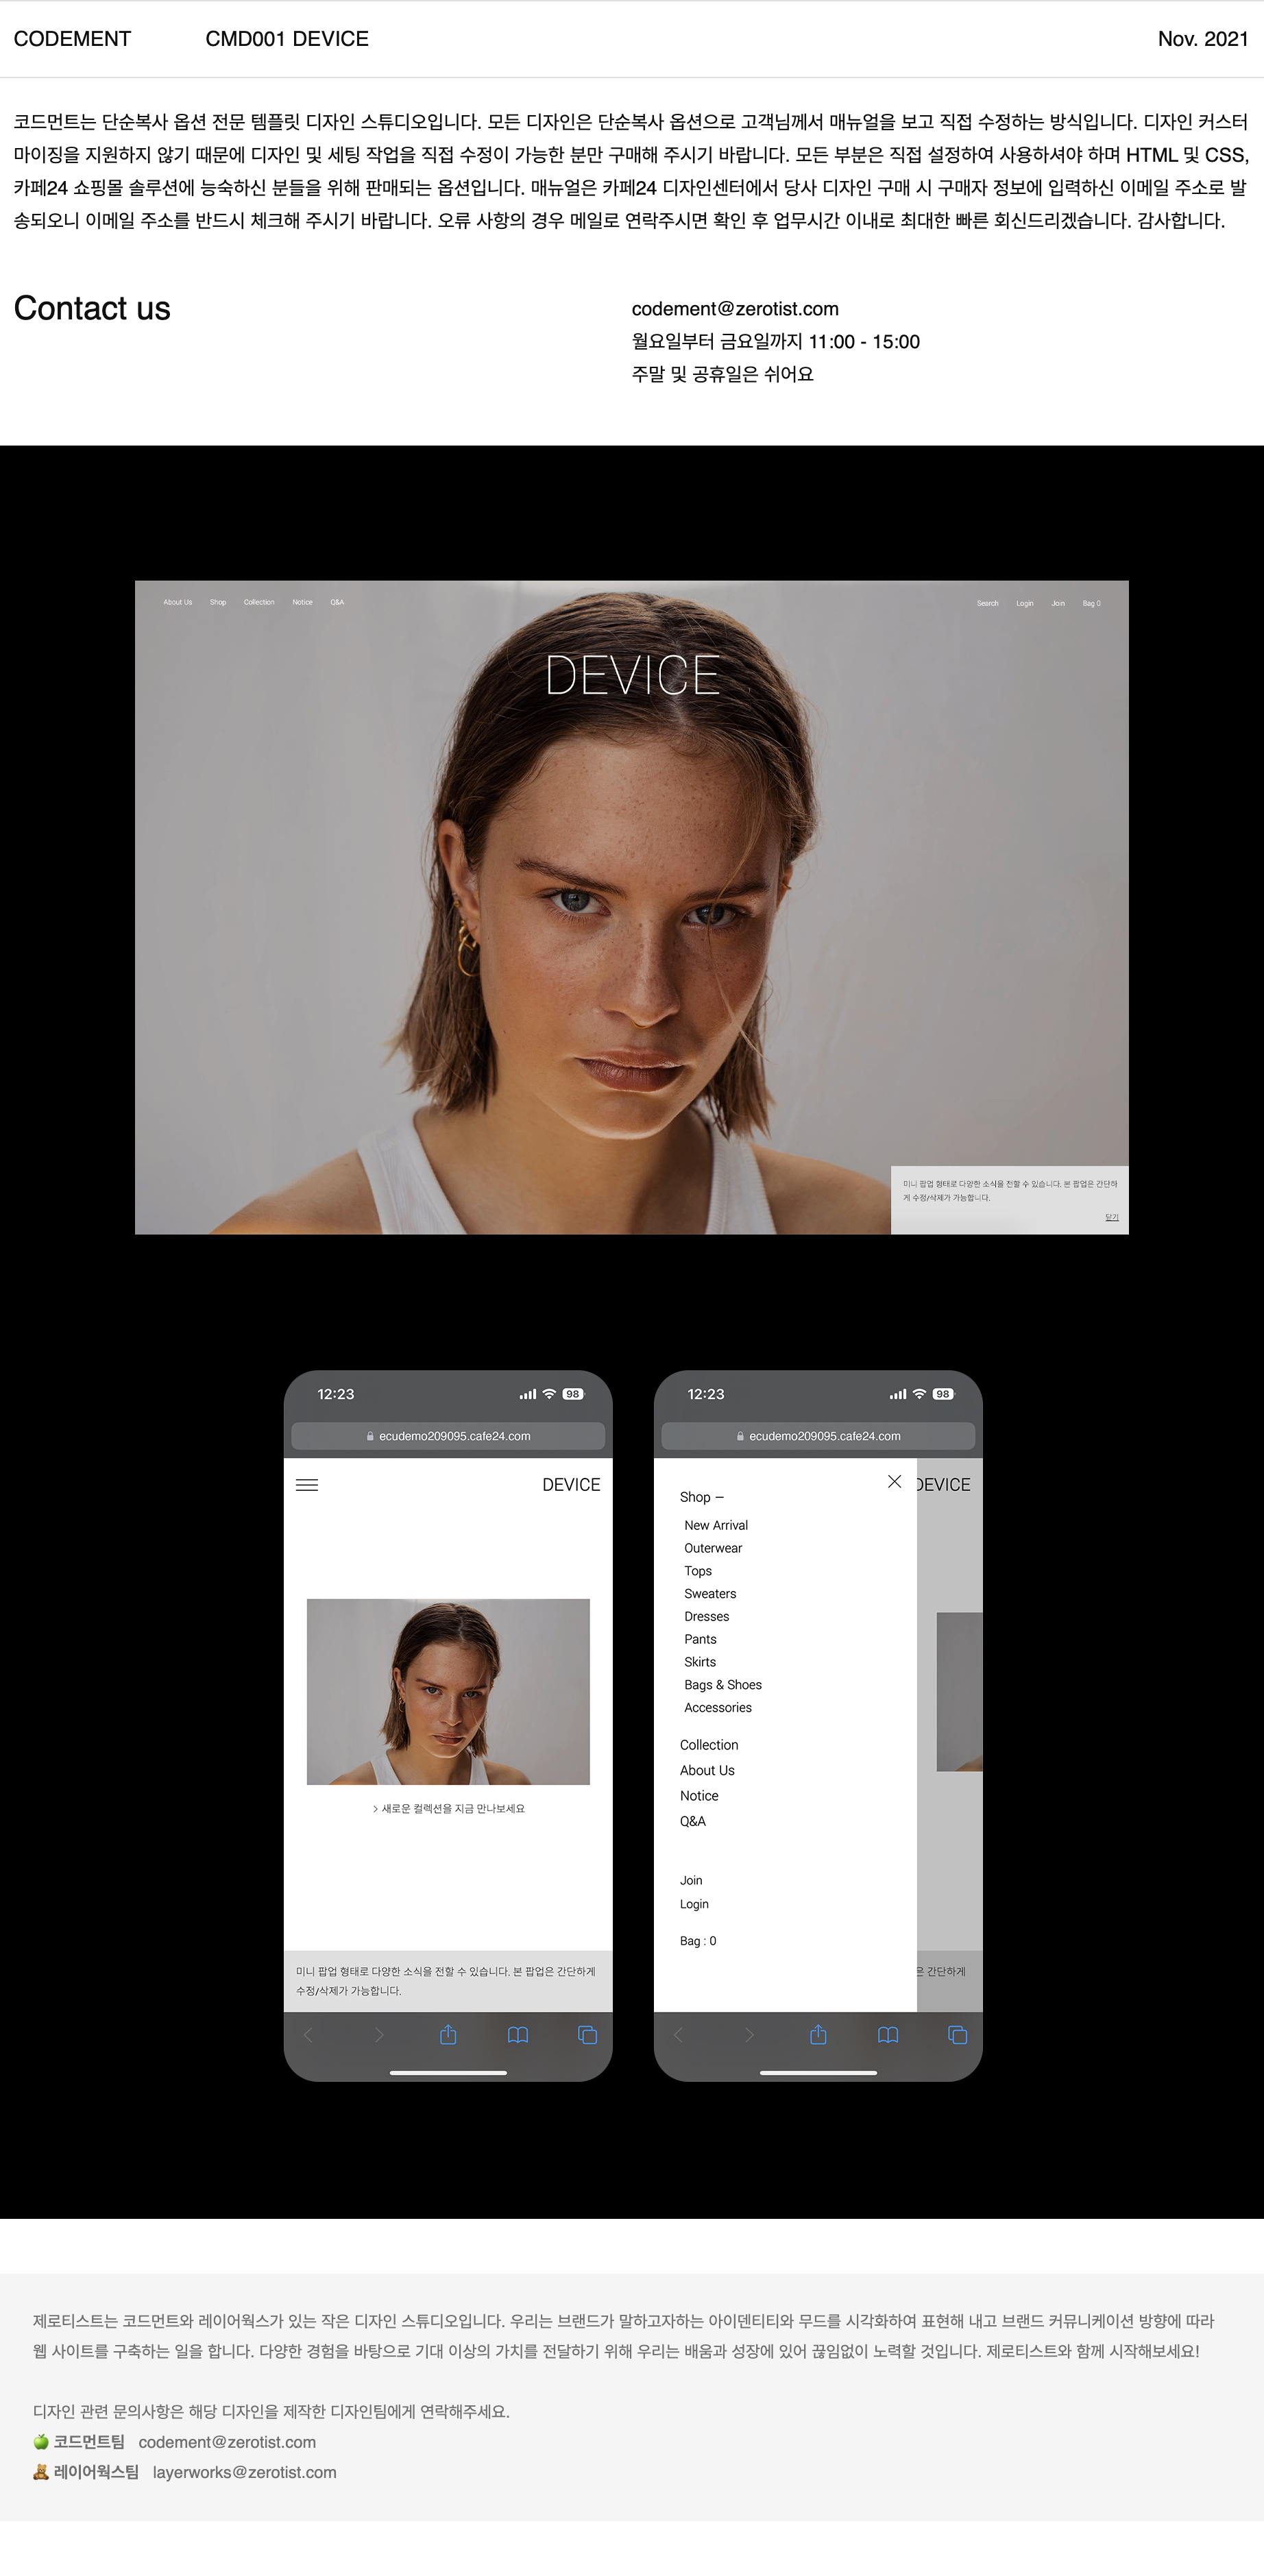 CODEMENT CMD001 DEVICE Nov. 2021
코드먼트는 단순복사 옵션 전문 템플릿 디자인 스튜디오입니다. 모든 디자인은 단순복사 옵션으로 고객님께서 매뉴얼을 보고 직접 수정하는 방식입니다. 디자인 커스터
마이징을 지원하지 않기 때문에 디자인 및 세팅 작업을 직접 수정이 가능한 분만 구매해 주시기 바랍니다. 모든 부분은 직접 설정하여 사용하셔야 하며 HTML 및 CSS,
카페24 쇼핑몰 솔루션에 능숙하신 분들을 위해 판매되는 옵션입니다. 매뉴얼은 카페24 디자인센터에서 당사 디자인 구매 시 구매자 정보에 입력하신 이메일 주소로 발
송되오니 이메일 주소를 반드시 체크해 주시기 바랍니다. 오류 사항의 경우 메일로 연락주시면 확인 후 업무시간 이내로 최대한 빠른 회신드리겠습니다. 감사합니다.
Contact us
codement@zerotist.com
월요일부터 금요일까지 11:00 - 15:00
주말 및 공휴일은 쉬어요
About Us Shop Collection Notice Q&A Search Login Join Bag 0
DEVICE
미니 팝업 형태로 다양한 소식을 전할 수 있습니다. 본 팝업은 간단하
게 수정/삭제가 가능합니다.
닫기
12:23 98
ecudemo209095.cafe24.com
DEVICE
> 새로운 컬렉션을 지금 만나보세요
미니 팝업 형태로 다양한 소식을 전할 수 있습니다. 본 팝업은 간단하게
수정/삭제가 가능합니다.
12:23 98
ecudemo209095.cafe24.com
DEVICE
Shop –
New Arrival
Outerwear
Tops
Sweaters
Dresses
Pants
Skirts
Bags & Shoes
Accessories
Collection
About Us
Notice
Q&A
Join
Login
Bag : 0
은 간단하게
제로티스트는 코드먼트와 레이어웍스가 있는 작은 디자인 스튜디오입니다. 우리는 브랜드가 말하고자하는 아이덴티티와 무드를 시각화하여 표현해 내고 브랜드 커뮤니케이션 방향에 따라
웹 사이트를 구축하는 일을 합니다. 다양한 경험을 바탕으로 기대 이상의 가치를 전달하기 위해 우리는 배움과 성장에 있어 끊임없이 노력할 것입니다. 제로티스트와 함께 시작해보세요!
디자인 관련 문의사항은 해당 디자인을 제작한 디자인팀에게 연락해주세요.
🍏 코드먼트팀 codement@zerotist.com
🧸 레이어웍스팀 layerworks@zerotist.com